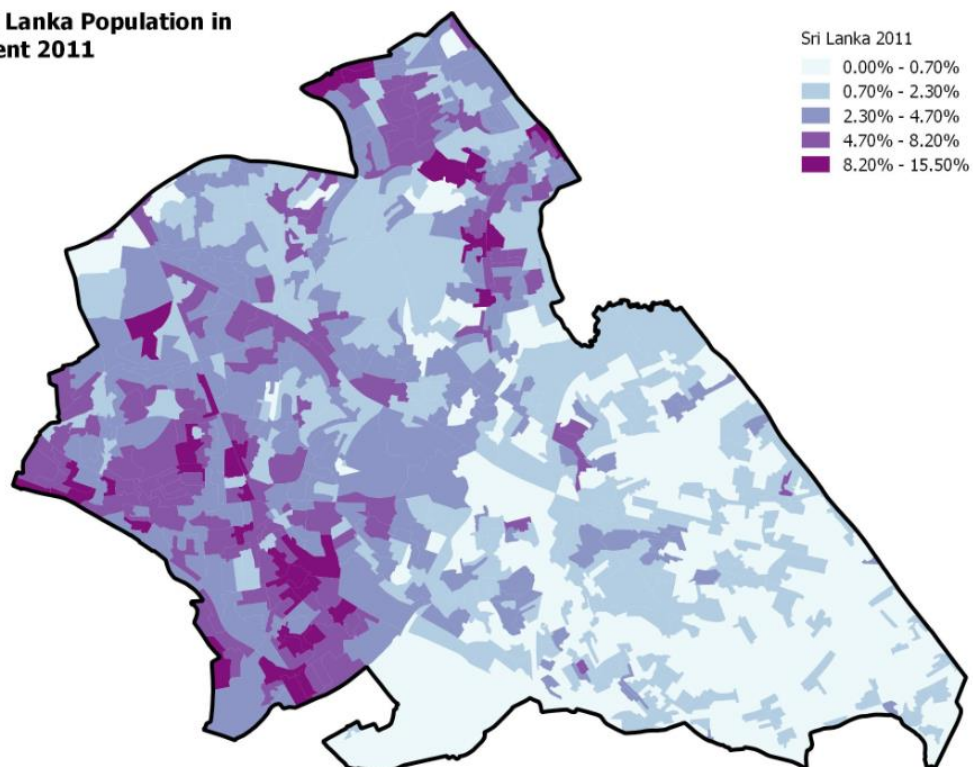 Lanka Population in
ent 2011
Sri Lanka 2011
0.00% - 0.70%
0.70% - 2.30%
2.30% - 4.70%
4.70% - 8.20%
8.20% - 15.50%